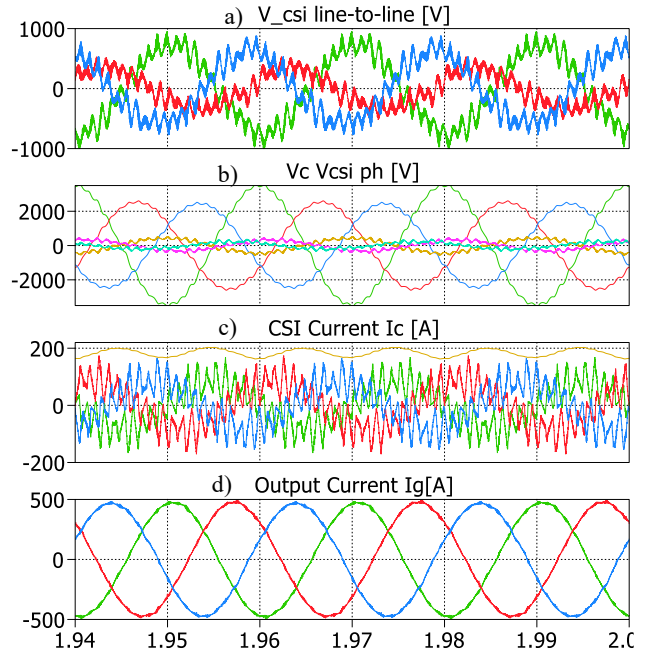 a) V_csi line-to-line [V]
1000
0
-1000
b) Vc Vcsi ph [V]
2000
0
-2000
c) CSI Current Ic [A]
200
0
-200
d) Output Current Ig[A]
500
0
-500
1.94 1.95 1.96 1.97 1.98 1.99 2.0